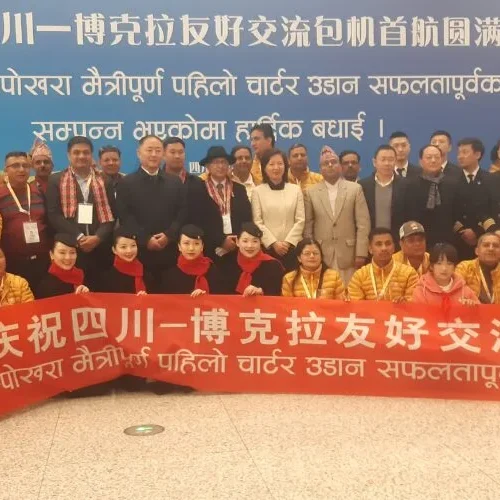 川一博克拉友好交流包机首航圆满
पोखरा मैत्रीपूर्ण पहिलो चार्टर उडान सफलतापूर्वक
सम्पन्न भएकोमा हार्दिक बधाई ।
庆祝四川一博克拉友好交流
पोखरा मैत्रीपूर्ण पहिलो चार्टर उडान सफलतापूर्व